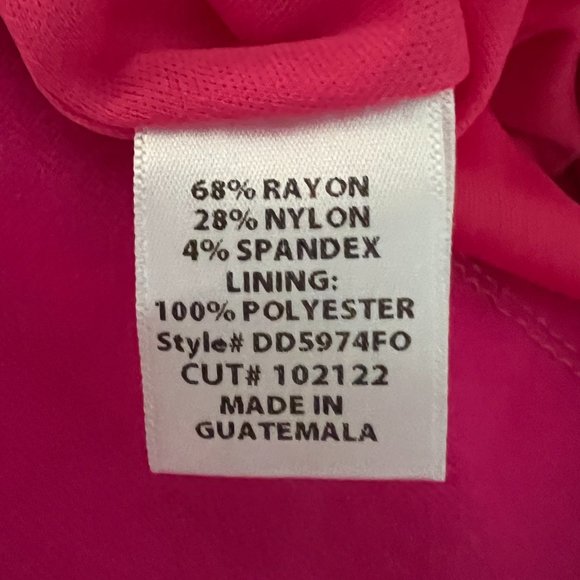 68% RAYON
28% NYLON
4% SPANDEX
LINING:
100% POLYESTER
Style# DD5974FO
CUT# 102122
MADE IN
GUATEMALA